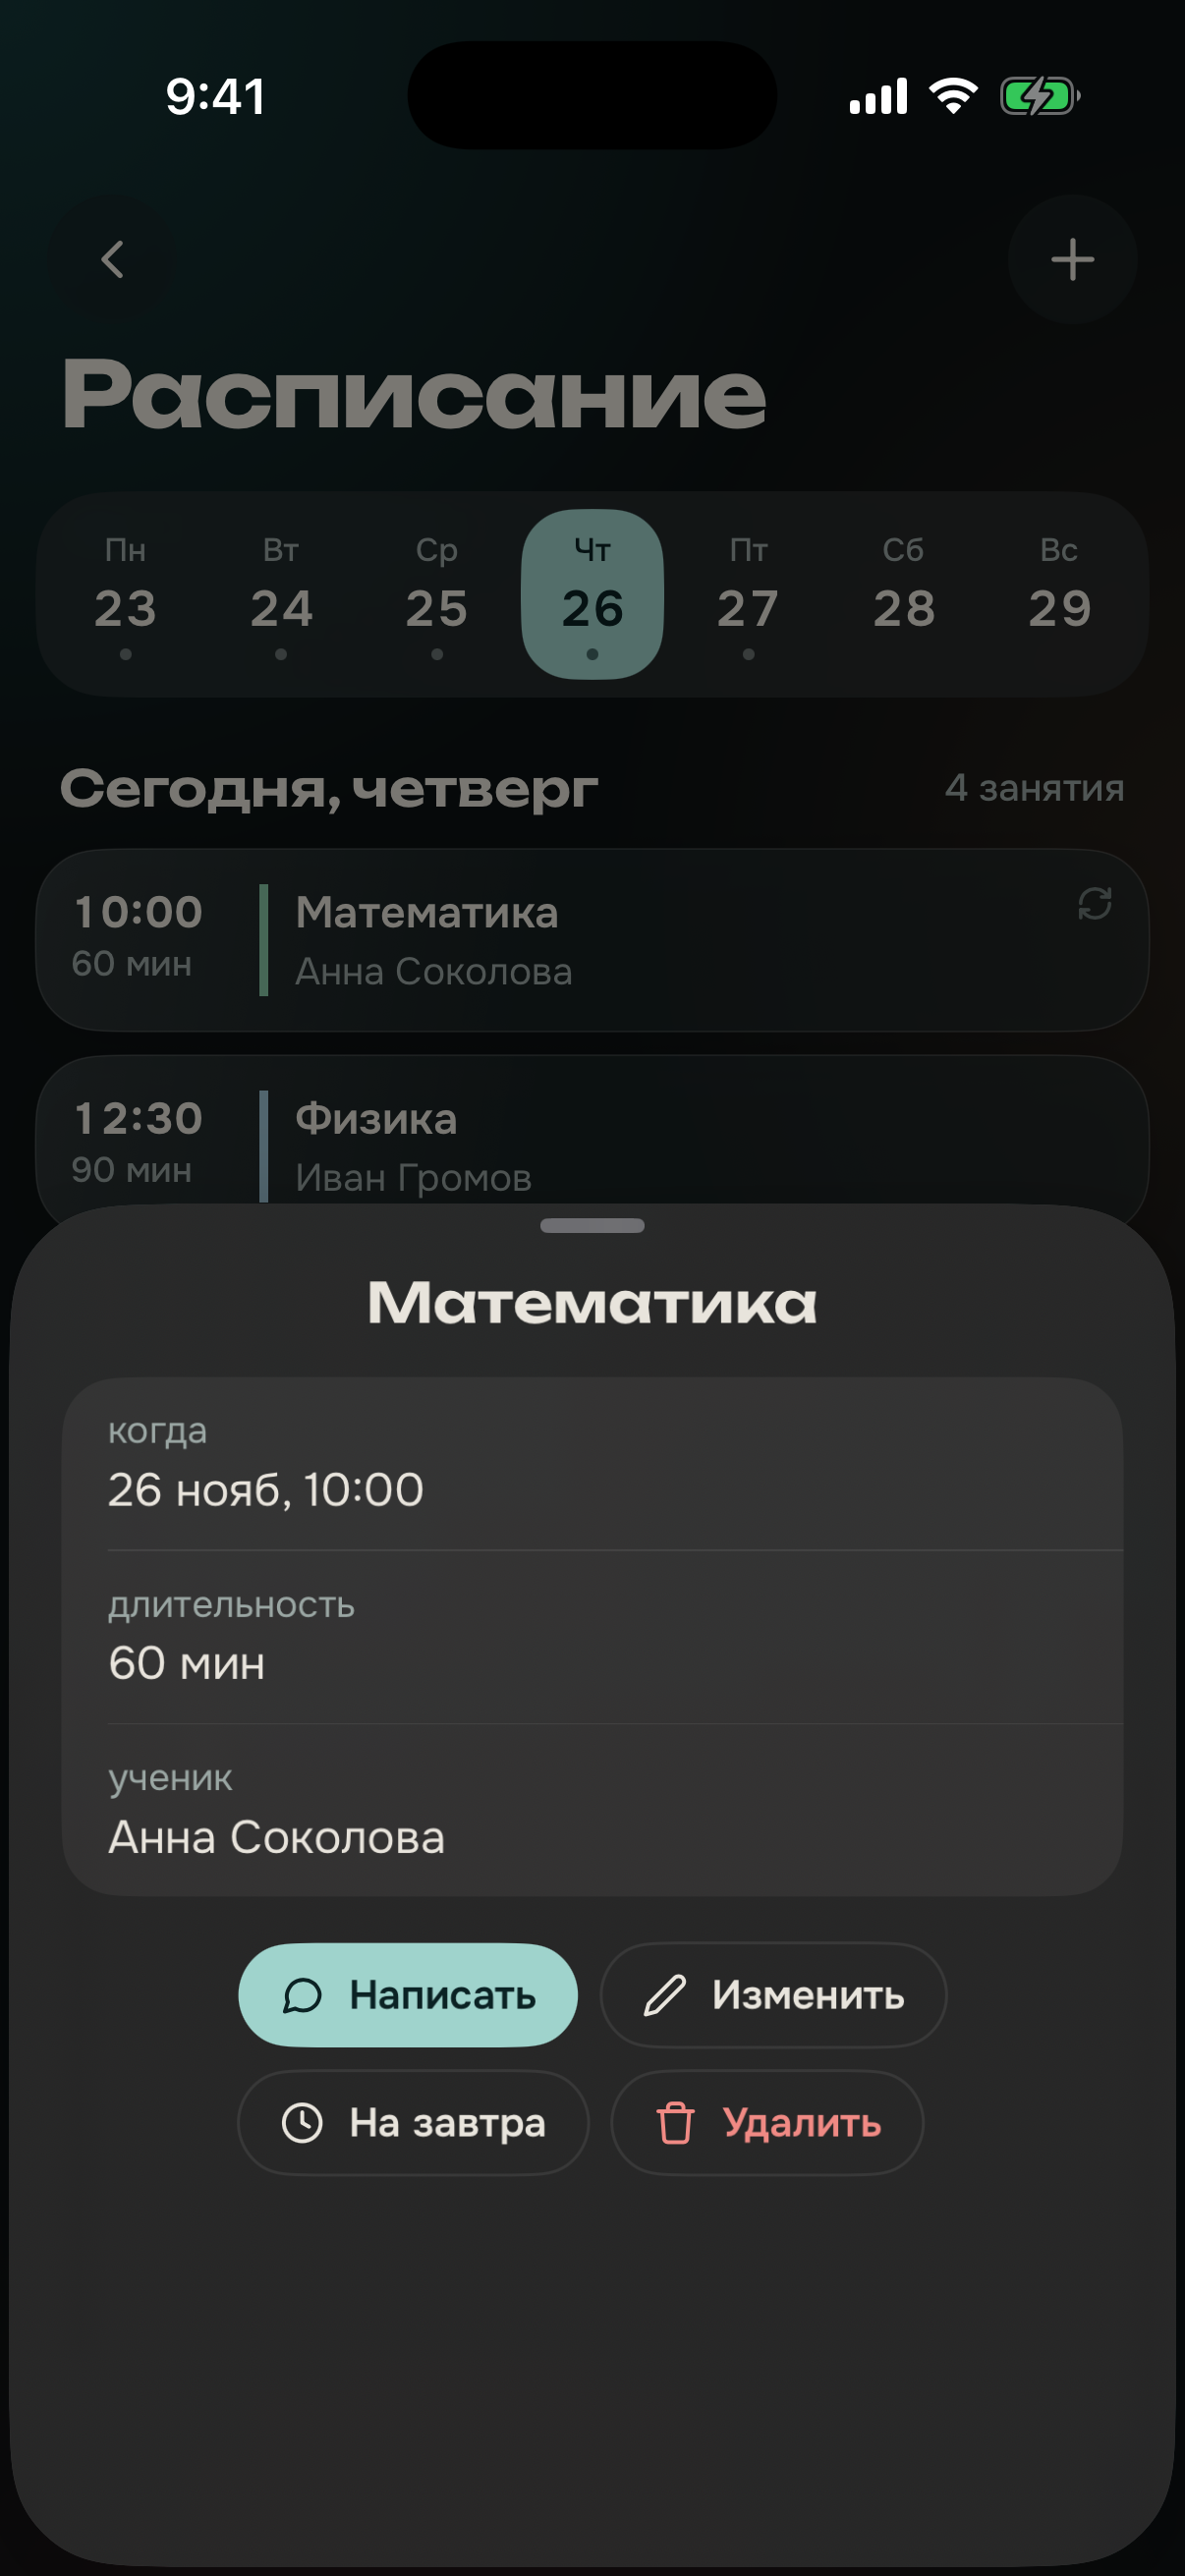 9:41
Расписание
Пн Вт Ср Чт Пт Сб Вс
23 24 25 26 27 28 29
Сегодня, четверг 4 занятия
10:00 Математика
60 мин Анна Соколова
12:30 Физика
90 мин Иван Громов
Математика
когда
26 нояб, 10:00
длительность
60 мин
ученик
Анна Соколова
Написать Изменить
На завтра Удалить